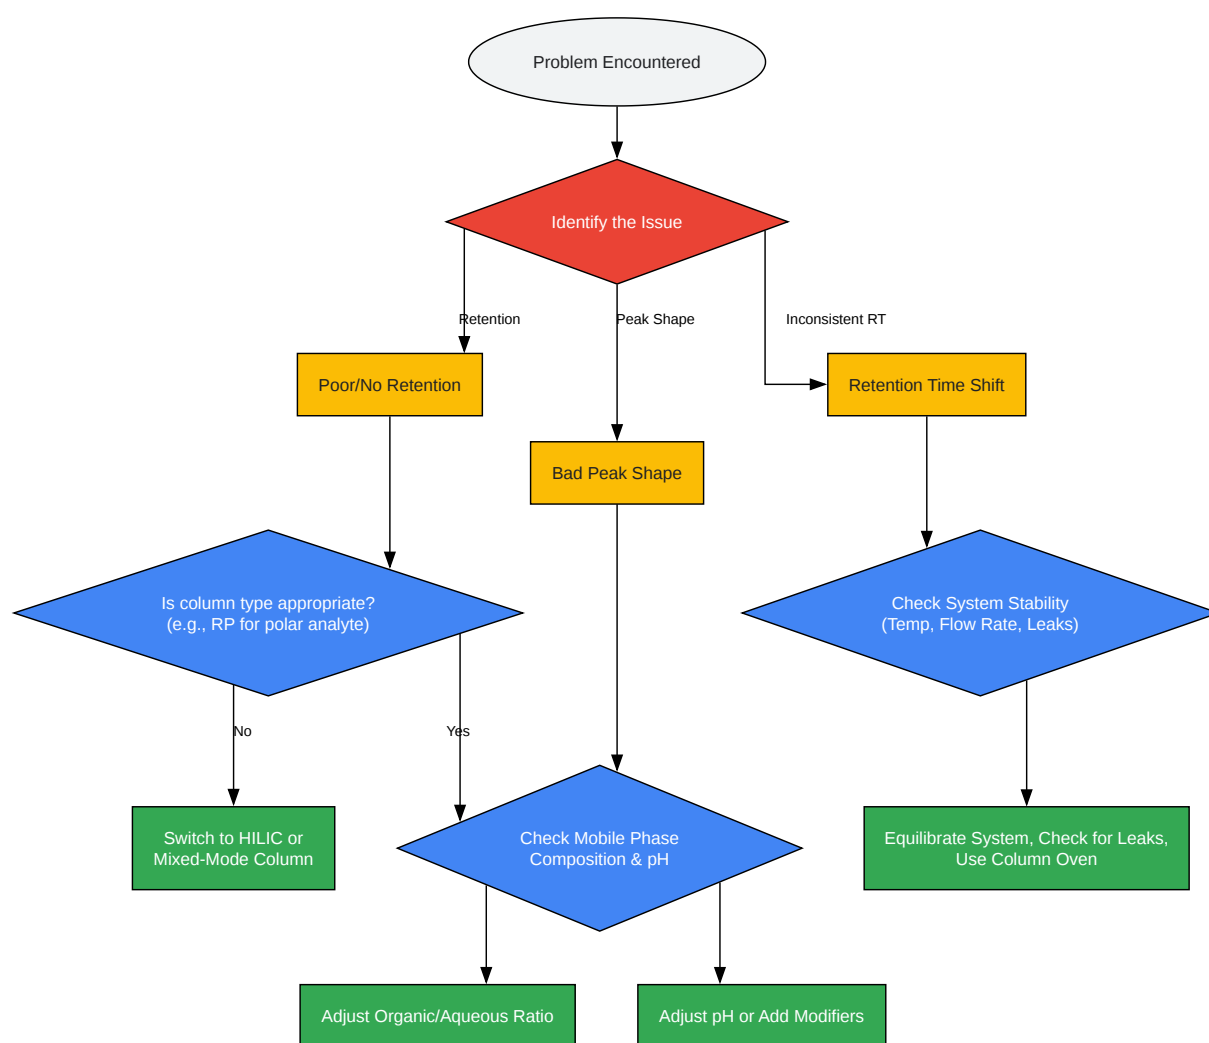 Problem Encountered
Identify the Issue
Retention
Peak Shape
Inconsistent RT
Poor/No Retention
Retention Time Shift
Bad Peak Shape
Is column type appropriate?
(e.g., RP for polar analyte)
Check System Stability
(Temp, Flow Rate, Leaks)
No
Yes
Switch to HILIC or
Mixed-Mode Column
Check Mobile Phase
Composition & pH
Equilibrate System, Check for Leaks,
Use Column Oven
Adjust Organic/Aqueous Ratio
Adjust pH or Add Modifiers